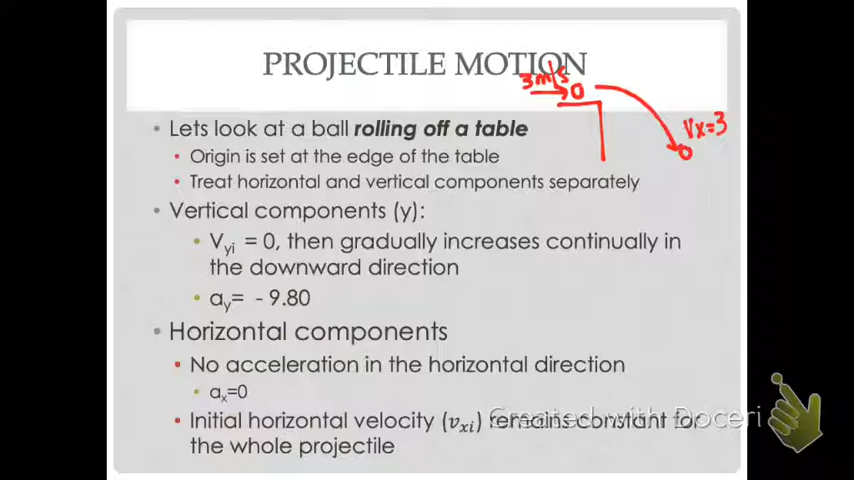 PROJECTILE MOTION
3 m/s
Vx=3
Lets look at a ball rolling off a table
Origin is set at the edge of the table
Treat horizontal and vertical components separately
Vertical components (y):
Vyi = 0, then gradually increases continually in
the downward direction
ay= - 9.80
Horizontal components
No acceleration in the horizontal direction
ax=0
Initial horizontal velocity (vxi) remains constant for
the whole projectile
Created with Doceri